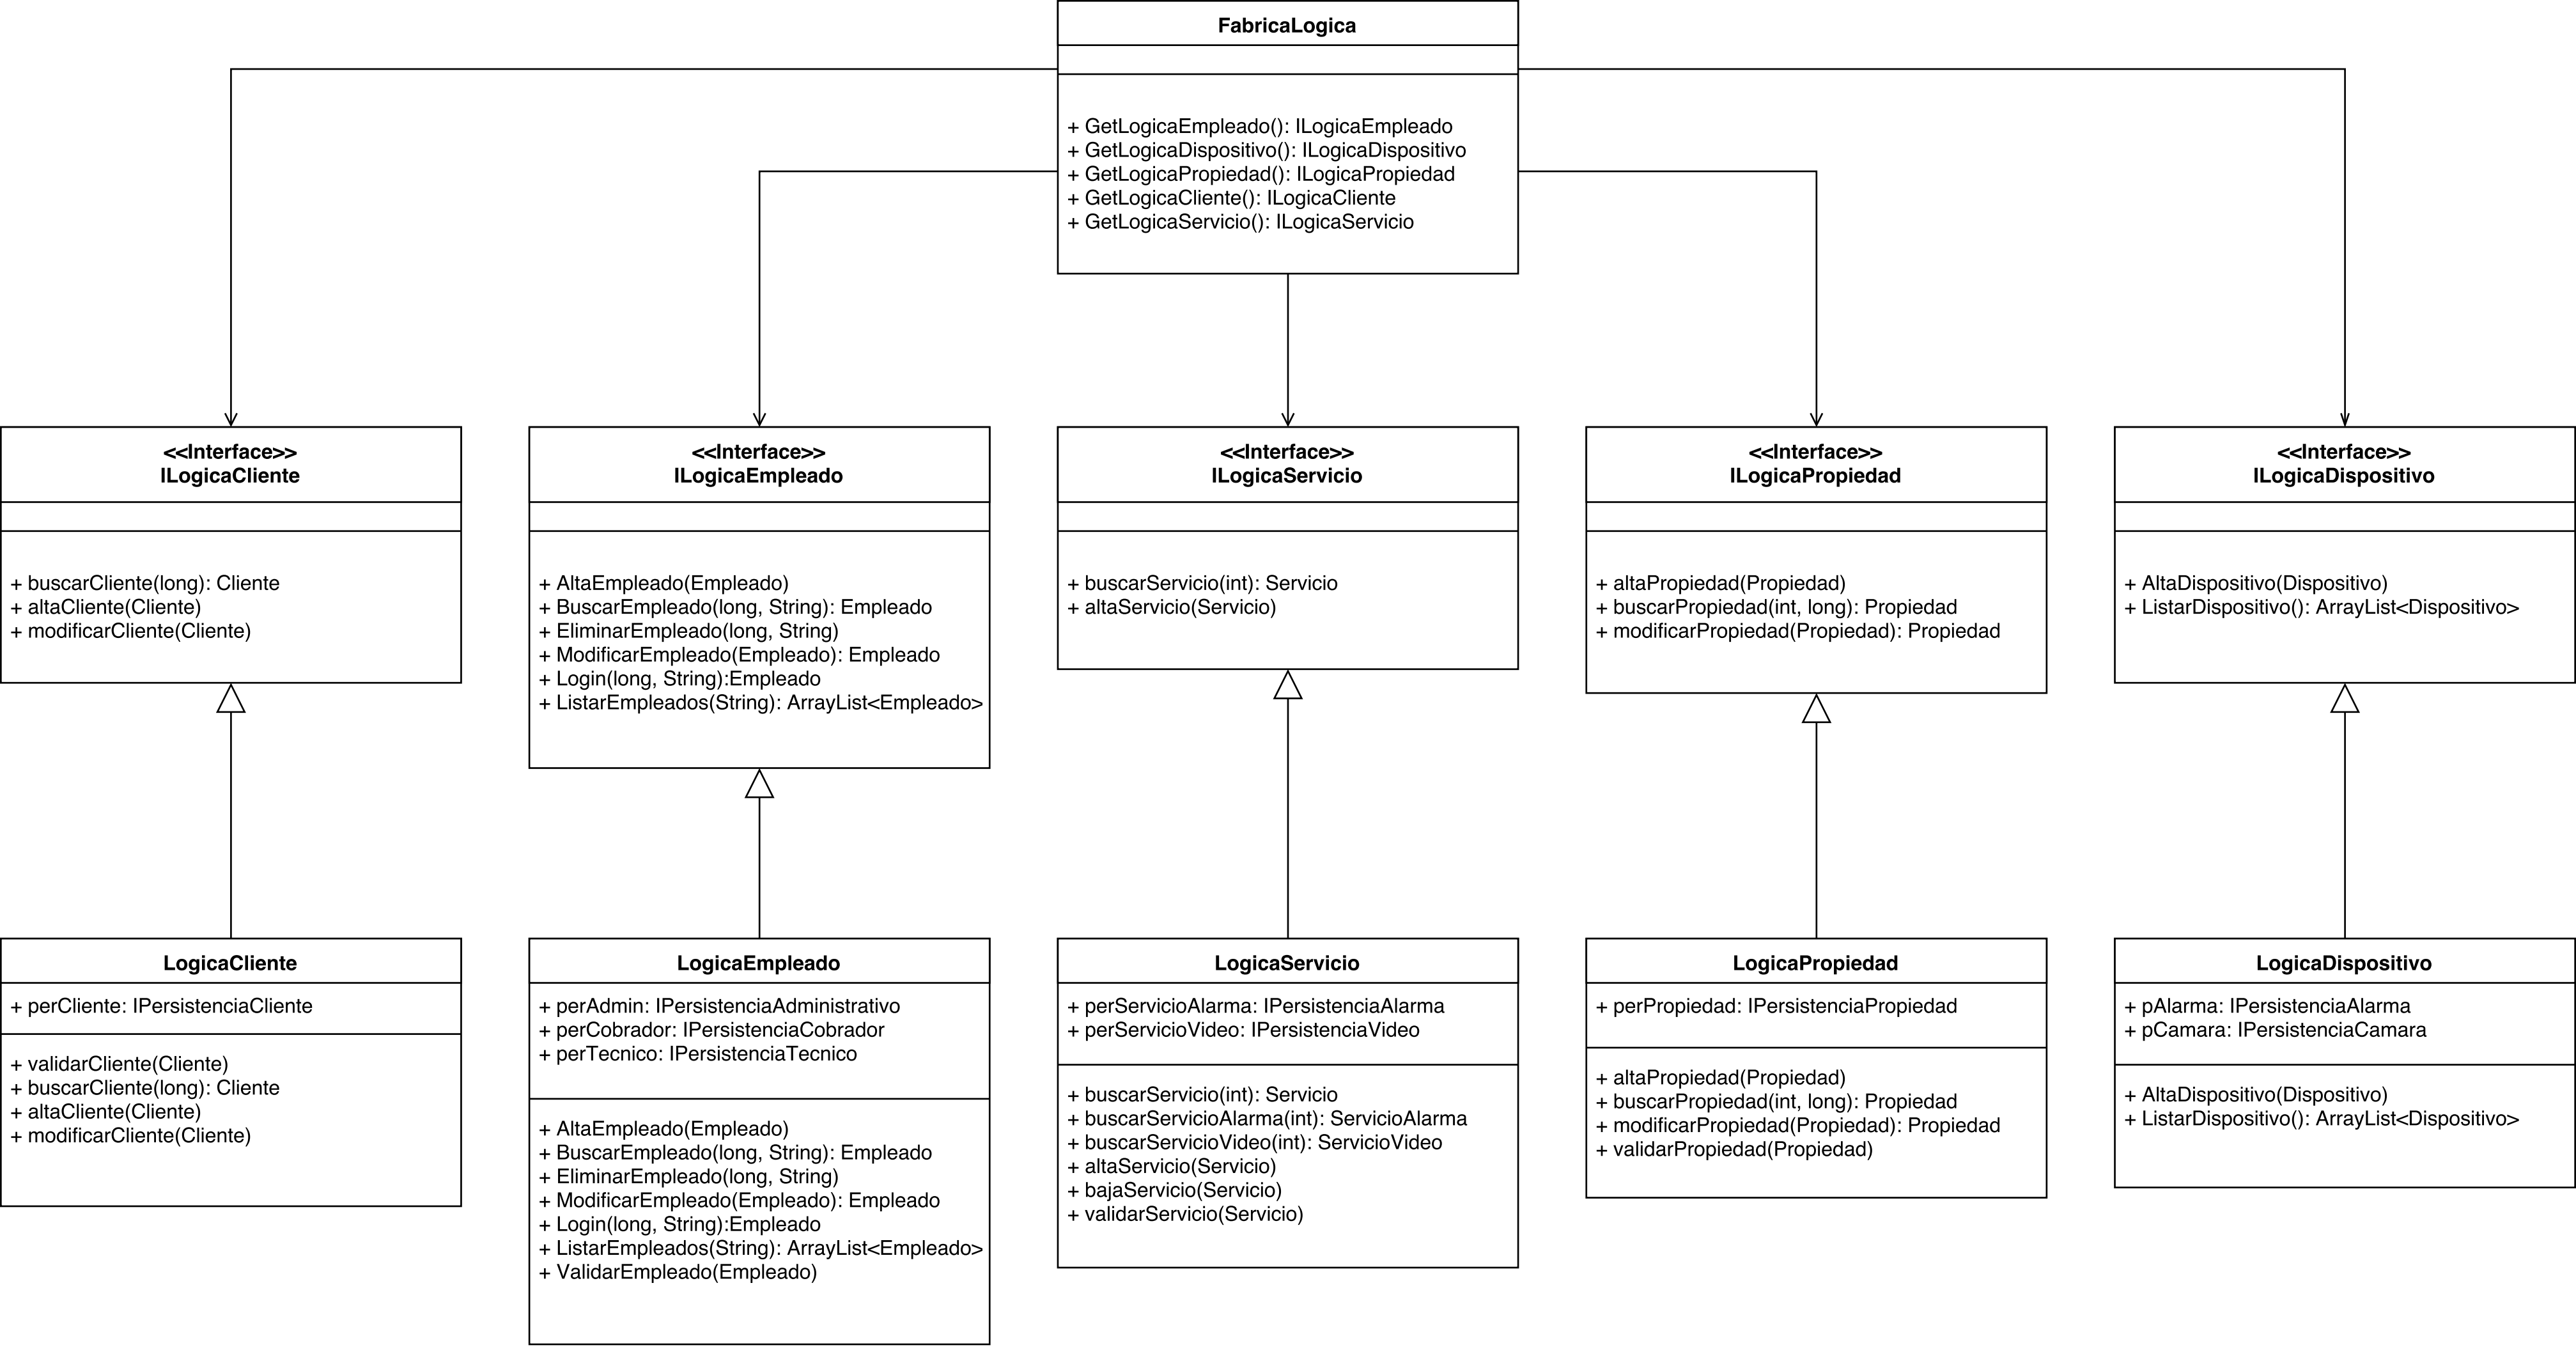 FabricaLogica
+ GetLogicaEmpleado(): ILogicaEmpleado
+ GetLogicaDispositivo(): ILogicaDispositivo
+ GetLogicaPropiedad(): ILogicaPropiedad
+ GetLogicaCliente(): ILogicaCliente
+ GetLogicaServicio(): ILogicaServicio
<<Interface>>
ILogicaCliente
+ buscarCliente(long): Cliente
+ altaCliente(Cliente)
+ modificarCliente(Cliente)
<<Interface>>
ILogicaEmpleado
+ AltaEmpleado(Empleado)
+ BuscarEmpleado(long, String): Empleado
+ EliminarEmpleado(long, String)
+ ModificarEmpleado(Empleado): Empleado
+ Login(long, String):Empleado
+ ListarEmpleados(String): ArrayList<Empleado>
<<Interface>>
ILogicaServicio
+ buscarServicio(int): Servicio
+ altaServicio(Servicio)
<<Interface>>
ILogicaPropiedad
+ altaPropiedad(Propiedad)
+ buscarPropiedad(int, long): Propiedad
+ modificarPropiedad(Propiedad): Propiedad
<<Interface>>
ILogicaDispositivo
+ AltaDispositivo(Dispositivo)
+ ListarDispositivo(): ArrayList<Dispositivo>
LogicaCliente
+ perCliente: IPersistenciaCliente
+ validarCliente(Cliente)
+ buscarCliente(long): Cliente
+ altaCliente(Cliente)
+ modificarCliente(Cliente)
LogicaEmpleado
+ perAdmin: IPersistenciaAdministrativo
+ perCobrador: IPersistenciaCobrador
+ perTecnico: IPersistenciaTecnico
+ AltaEmpleado(Empleado)
+ BuscarEmpleado(long, String): Empleado
+ EliminarEmpleado(long, String)
+ ModificarEmpleado(Empleado): Empleado
+ Login(long, String):Empleado
+ ListarEmpleados(String): ArrayList<Empleado>
+ ValidarEmpleado(Empleado)
LogicaServicio
+ perServicioAlarma: IPersistenciaAlarma
+ perServicioVideo: IPersistenciaVideo
+ buscarServicio(int): Servicio
+ buscarServicioAlarma(int): ServicioAlarma
+ buscarServicioVideo(int): ServicioVideo
+ altaServicio(Servicio)
+ bajaServicio(Servicio)
+ validarServicio(Servicio)
LogicaPropiedad
+ perPropiedad: IPersistenciaPropiedad
+ altaPropiedad(Propiedad)
+ buscarPropiedad(int, long): Propiedad
+ modificarPropiedad(Propiedad): Propiedad
+ validarPropiedad(Propiedad)
LogicaDispositivo
+ pAlarma: IPersistenciaAlarma
+ pCamara: IPersistenciaCamara
+ AltaDispositivo(Dispositivo)
+ ListarDispositivo(): ArrayList<Dispositivo>